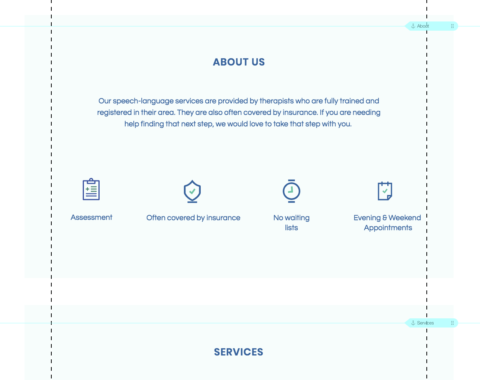 About
ABOUT US
Our speech-language services are provided by therapists who are fully trained and
registered in their area. They are also often covered by insurance. If you are needing
help finding that next step, we would love to take that step with you.
Assessment
Often covered by insurance
No waiting
lists
Evening & Weekend
Appointments
Services
SERVICES